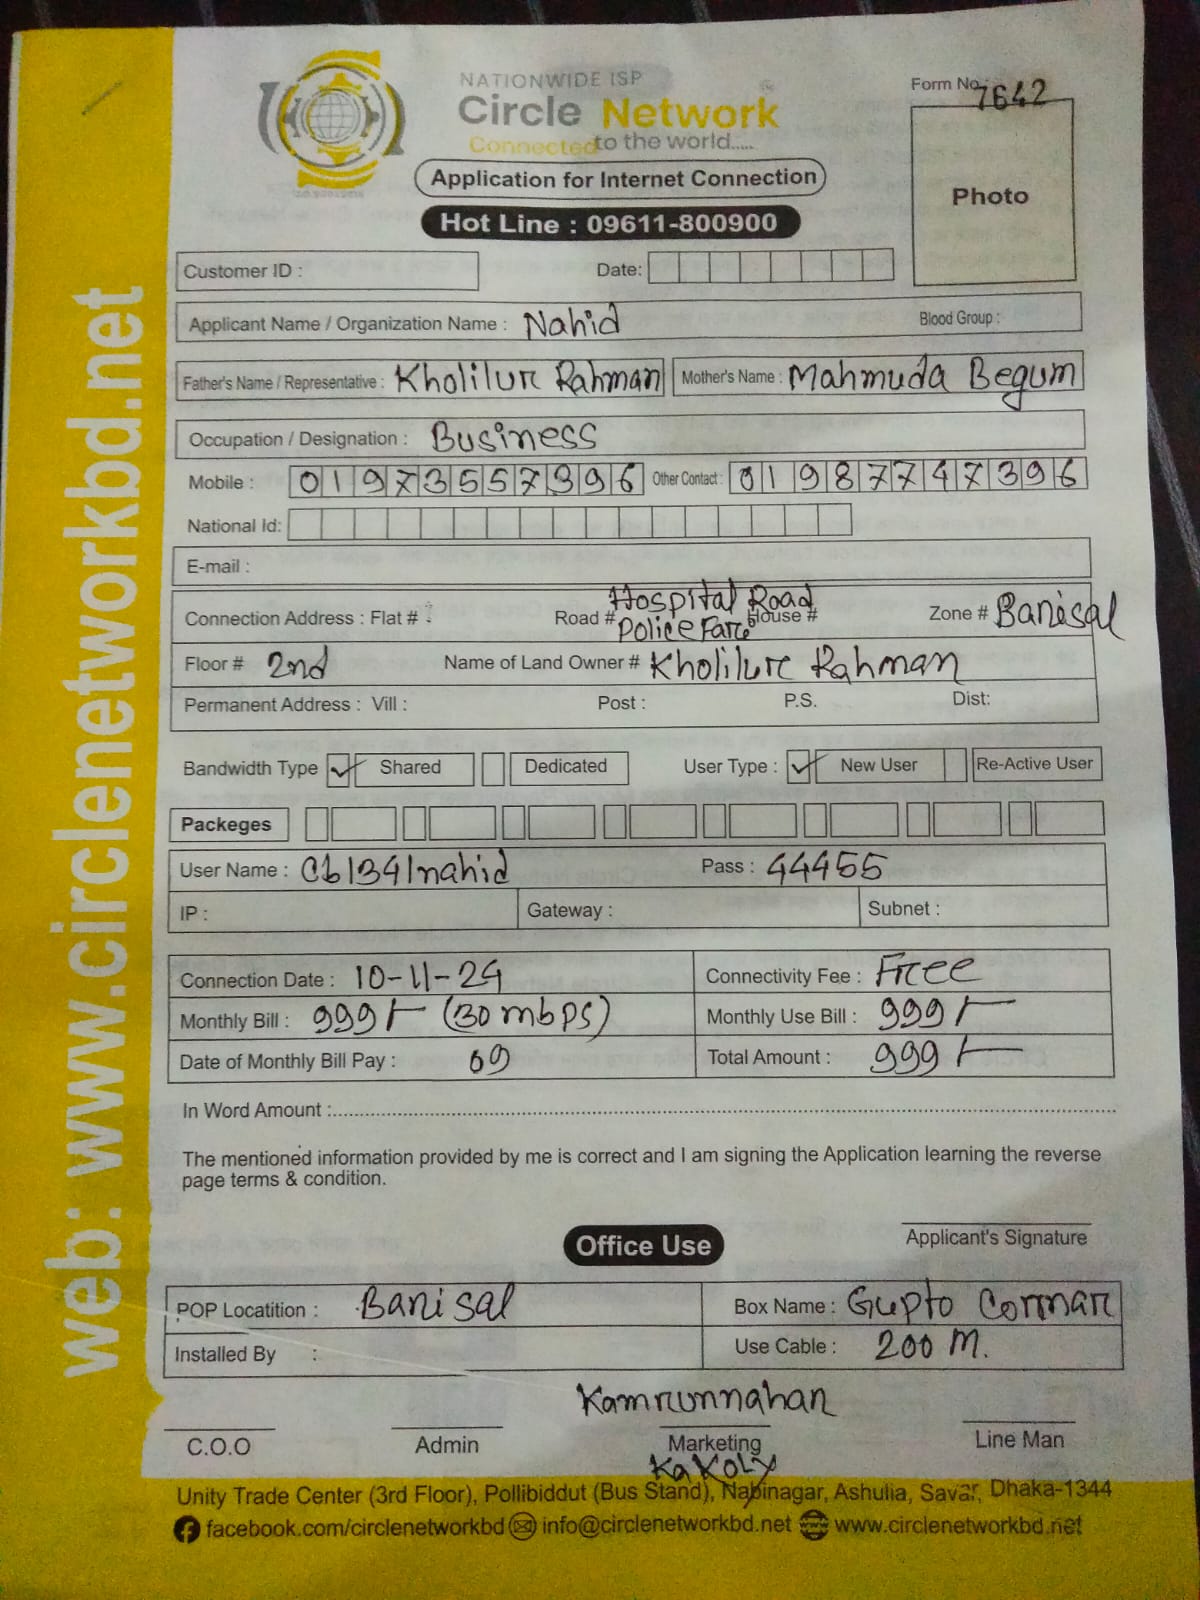 NATIONWIDE ISP
Circle Network
Connected to the world.....
Form No. 7642
Application for Internet Connection
Photo
Hot Line : 09611-800900
Customer ID :
Date:
Applicant Name / Organization Name : Nahid Blood Group :
Father's Name / Representative : Kholilur Rahman Mother's Name : Mahmuda Begum
Occupation / Designation : Business
Mobile : 01973557396 Other Contact : 01987747396
National Id:
E-mail :
Connection Address : Flat # : Road # Hospital Road Police Fare House # Zone # Barisal
Floor # 2nd Name of Land Owner # Kholilur Rahman
Permanent Address : Vill : Post : P.S. Dist:
Bandwidth Type ✓ Shared Dedicated User Type : ✓ New User Re-Active User
Packeges
User Name : Cb1341nahid Pass : 44455
IP : Gateway : Subnet :
Connection Date : 10-11-24 Connectivity Fee : Free
Monthly Bill : 999/- (30 mbps) Monthly Use Bill : 999/-
Date of Monthly Bill Pay : 09 Total Amount : 999/-
In Word Amount :
The mentioned information provided by me is correct and I am signing the Application learning the reverse
page terms & condition.
Applicant's Signature
Office Use
POP Locatition : Barisal Box Name : Gupto Cornar
Installed By : Use Cable : 200 M.
Kamrunnahar
C.O.O Admin Marketing Line Man
KaKoLy
Unity Trade Center (3rd Floor), Pollibiddut (Bus Stand), Nabinagar, Ashulia, Savar, Dhaka-1344
facebook.com/circlenetworkbd info@circlenetworkbd.net www.circlenetworkbd.net
web: www.circlenetworkbd.net